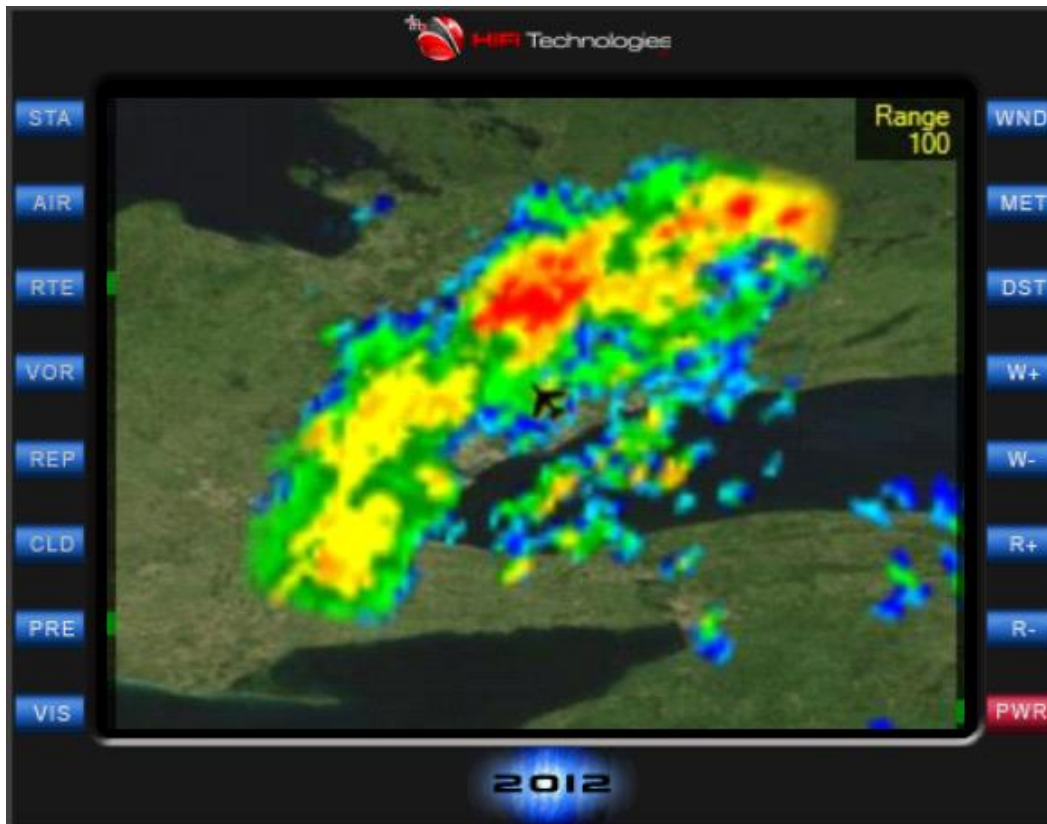 HiFi Technologies
Range
100
STA
AIR
RTE
VOR
REP
CLD
PRE
VIS
WND
MET
DST
W+
W-
R+
R-
PWR
2012